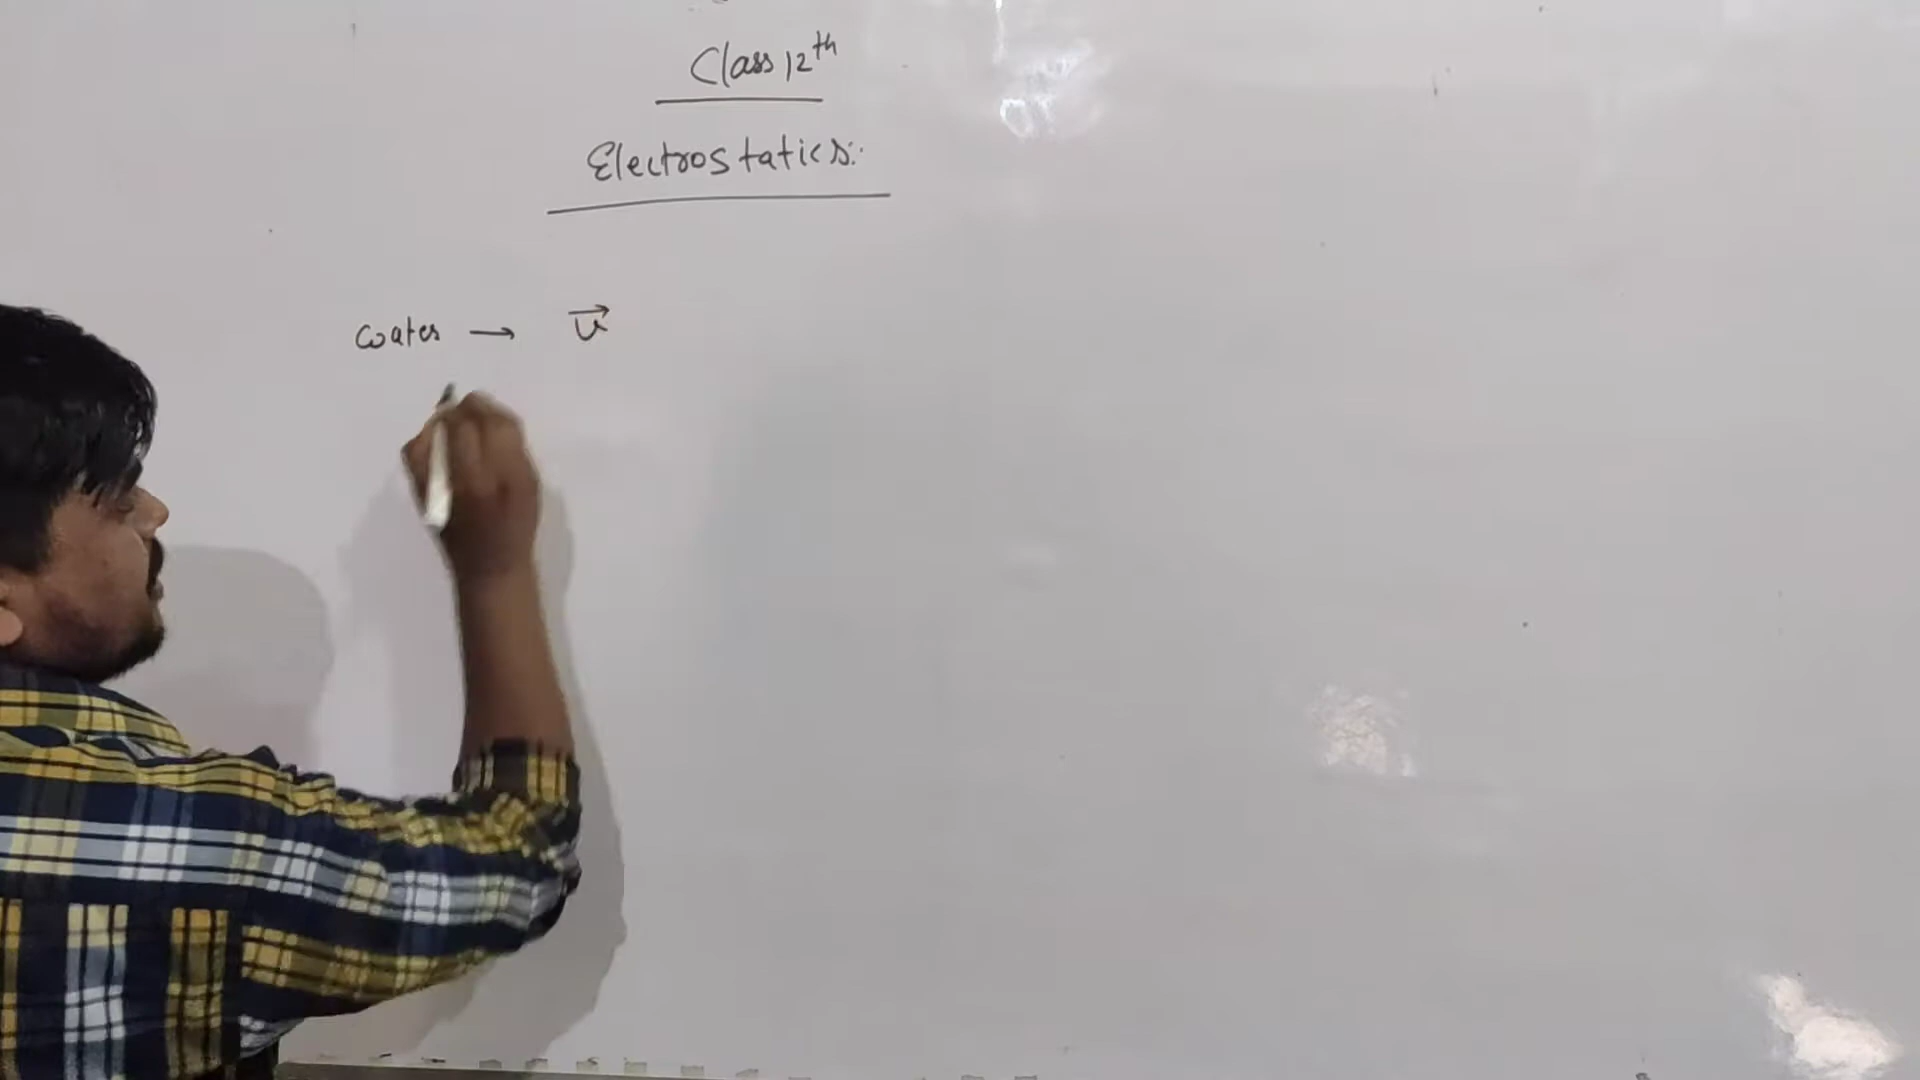 Class 12th
Electrostatics:
water → v⃗